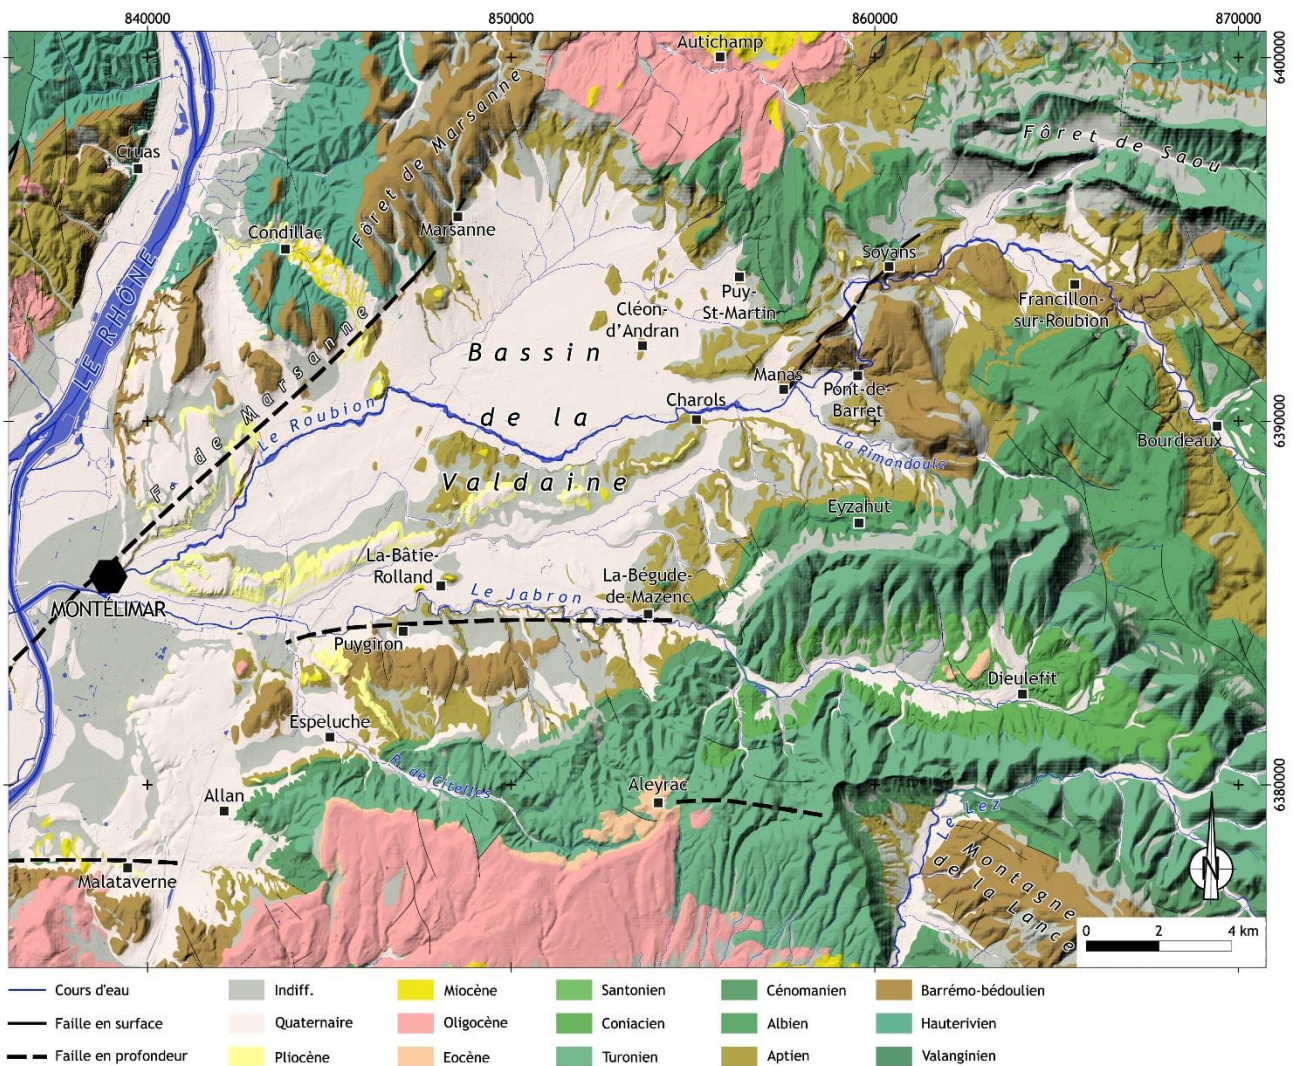 840000
850000
860000
870000
6400000
6390000
6380000
Autichamp
Fôret de Marsanne
Fôret de Saou
Cruas
Condillac
Marsanne
LE RHÔNE
Soyans
Puy-
St-Martin
Francillon-
sur-Roubion
Cléon-
d'Andran
F de Marsanne
Bassin
de la
Valdaine
Le Roubion
Manas
Pont-de-
Barret
Charols
La Rimandoule
Bourdeaux
Eyzahut
La-Bâtie-
Rolland
La-Bégude-
de-Mazenc
Le Jabron
MONTELIMAR
Puygiron
Dieulefit
Espeluche
R. de Citelles
Aleyrac
Allan
Le Lez
Malataverne
Montagne
de la Lance
N
0 2 4 km
Cours d'eau
Indiff.
Miocène
Santonien
Cénomanien
Barrémo-bédoulien
Faille en surface
Quaternaire
Oligocène
Coniacien
Albien
Hauterivien
Faille en profondeur
Pliocène
Eocène
Turonien
Aptien
Valanginien